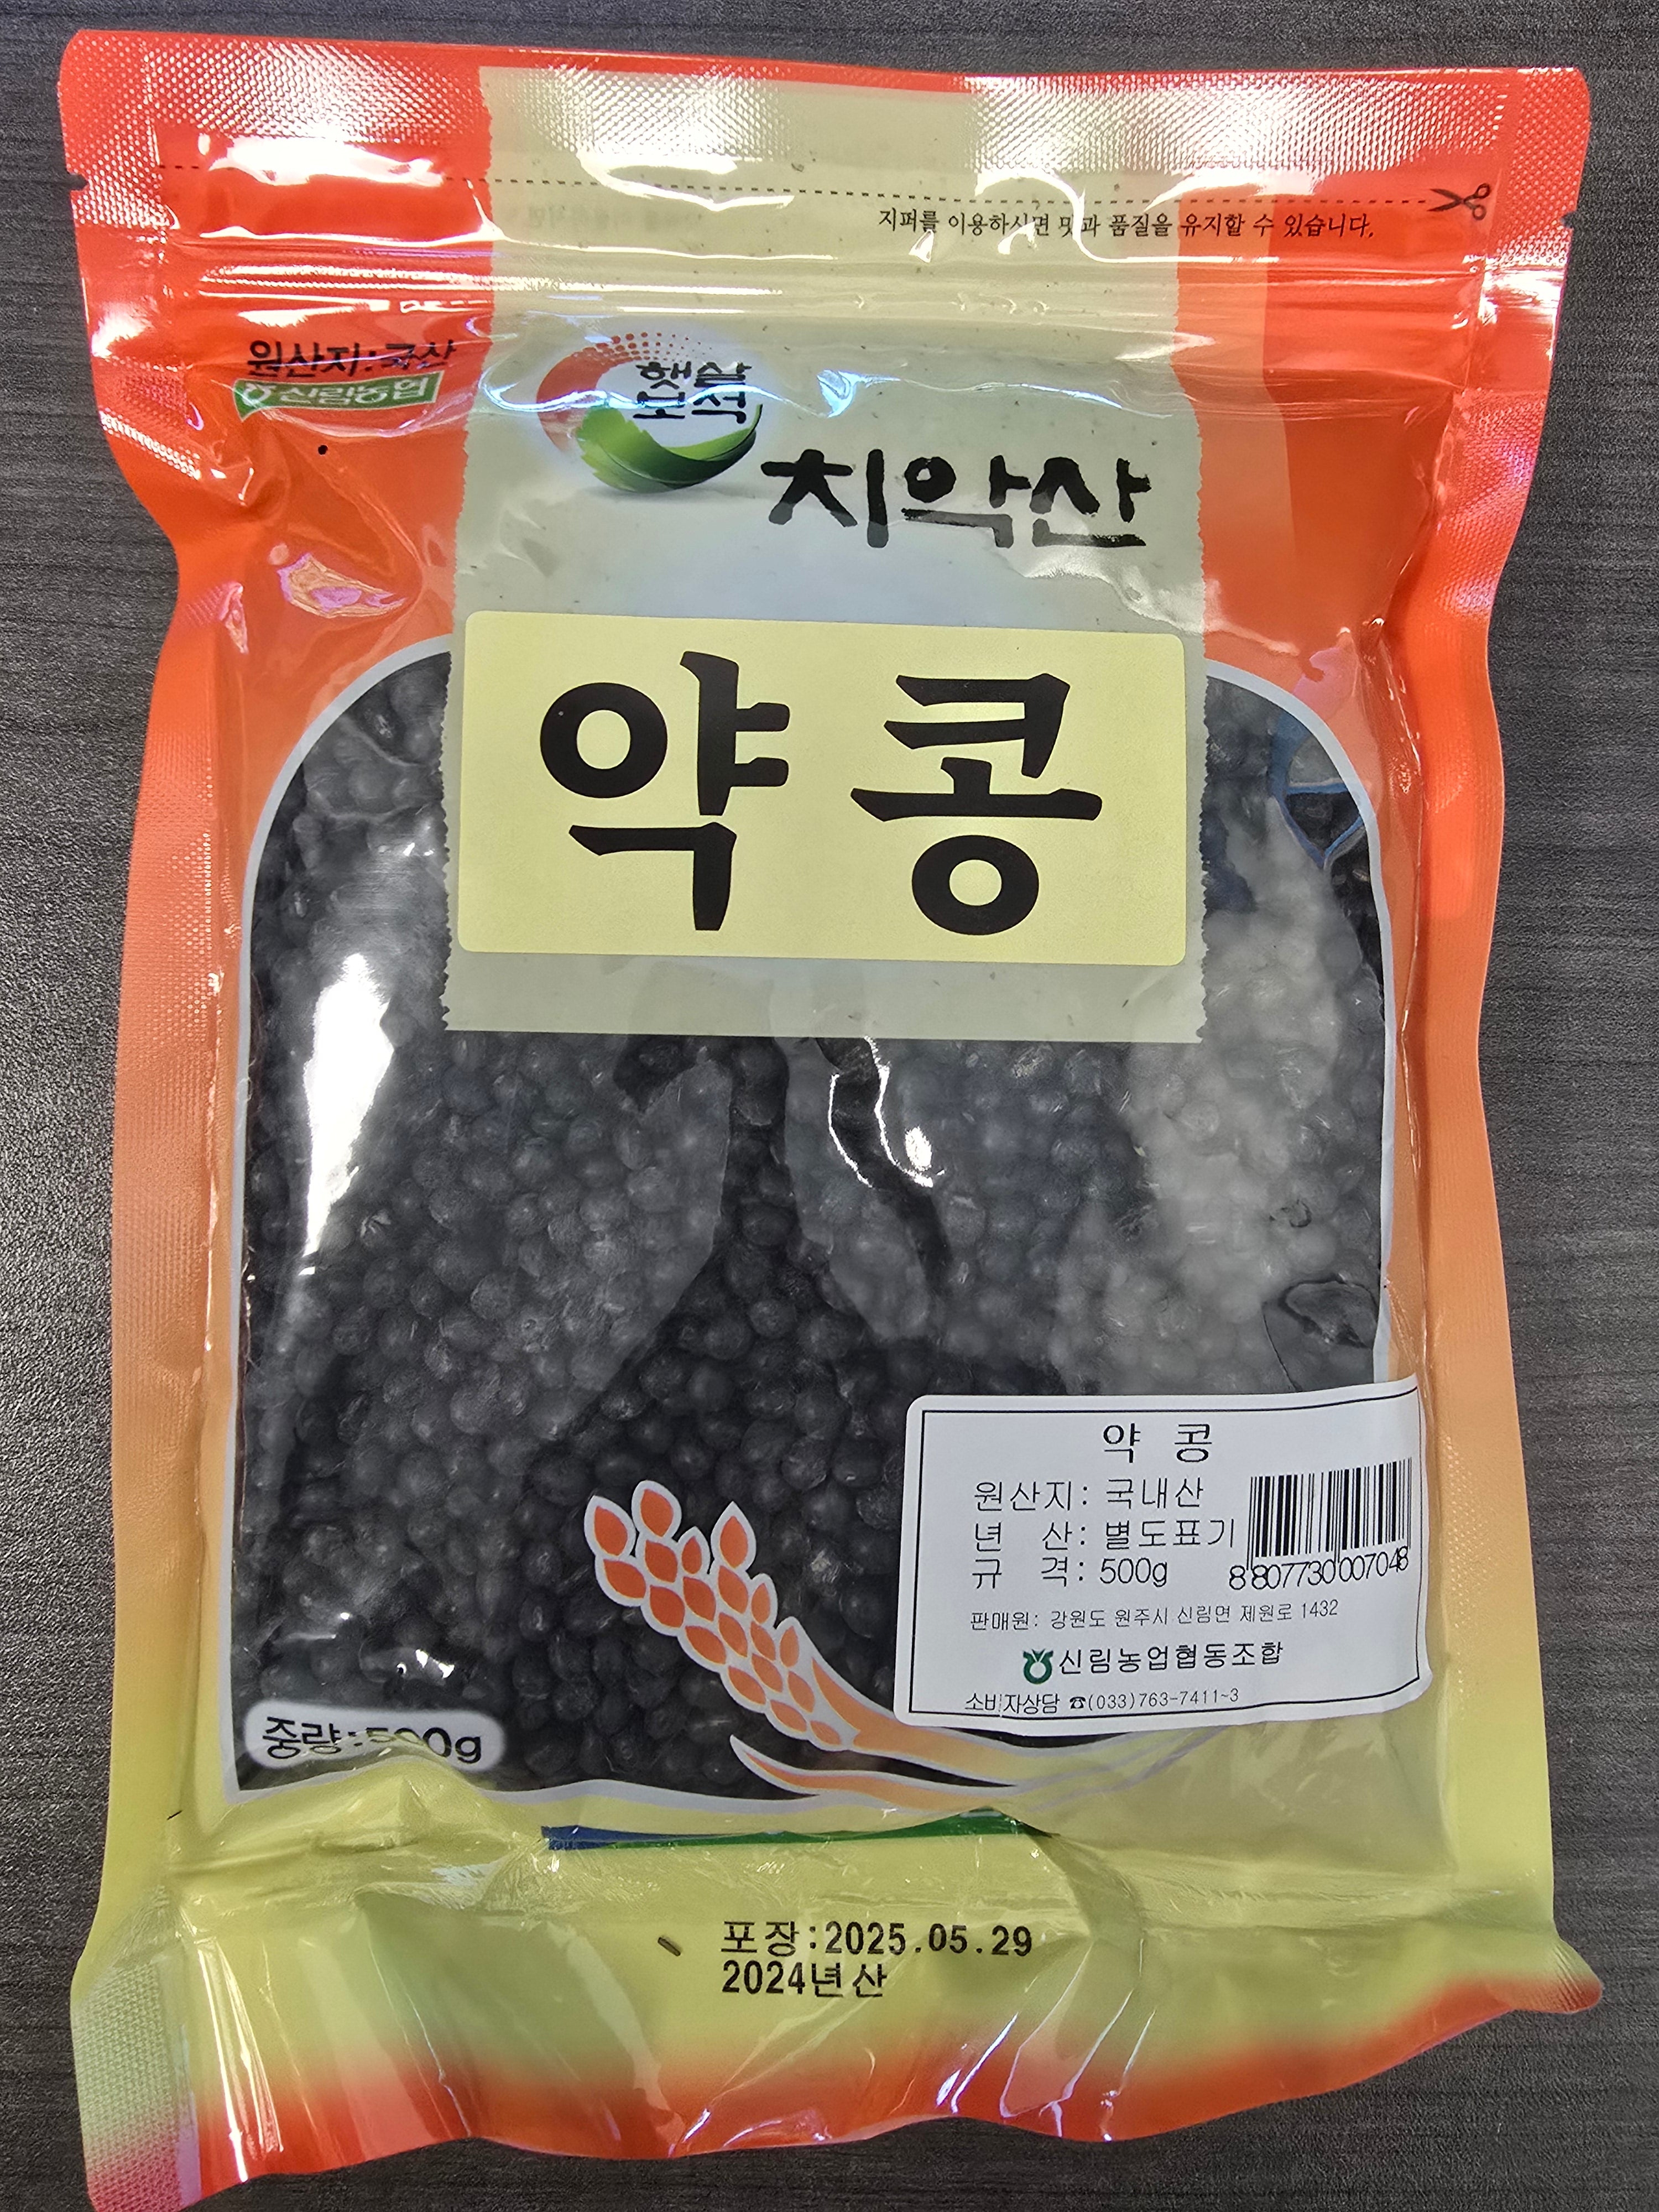 지퍼를 이용하시면 맛과 품질을 유지할 수 있습니다.
원산지:국산
신림농협
햇살
보석
치악산
약콩
약 콩
원산지: 국내산
년 산: 별도표기
규 격: 500g
8 807730 007048
판매원: 강원도 원주시 신림면 제원로 1432
신림농업협동조합
소비자상담 ☎(033)763-7411~3
중량:500g
포장:2025.05.29
2024년산